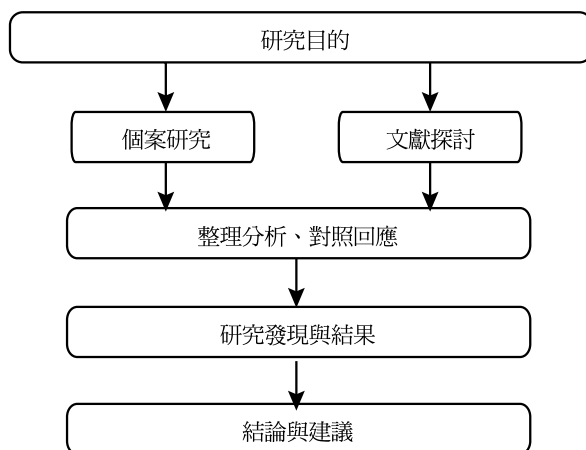 研究目的
個案研究
文獻探討
整理分析、對照回應
研究發現與結果
結論與建議